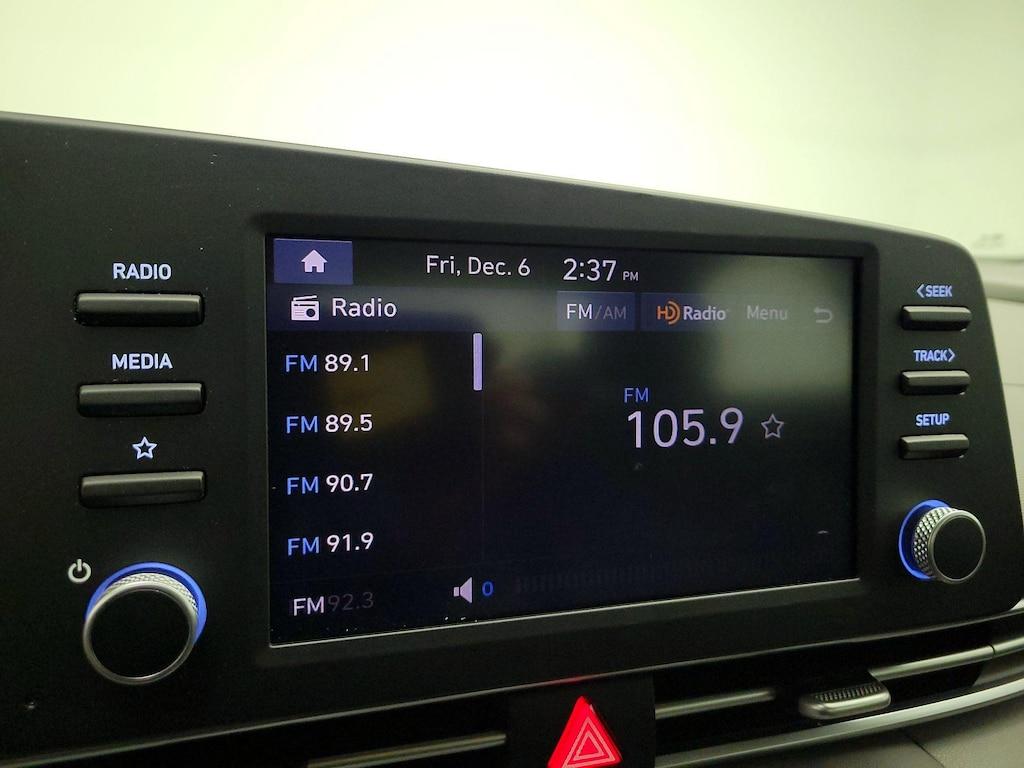 RADIO
MEDIA
Fri, Dec. 6 2:37 PM
Radio FM/AM HD Radio Menu
FM 89.1
FM 89.5
FM 90.7
FM 91.9
FM 92.3
FM
105.9
0
<SEEK
TRACK>
SETUP